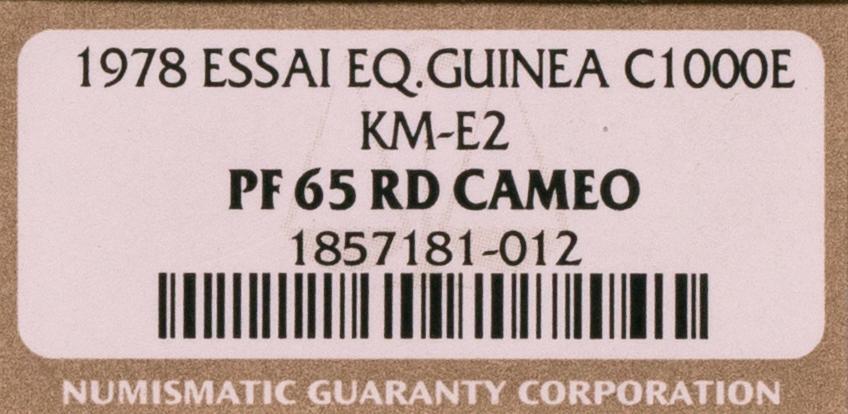 1978 ESSAI EQ.GUINEA C1000E
KM-E2
PF 65 RD CAMEO
1857181-012
NUMISMATIC GUARANTY CORPORATION